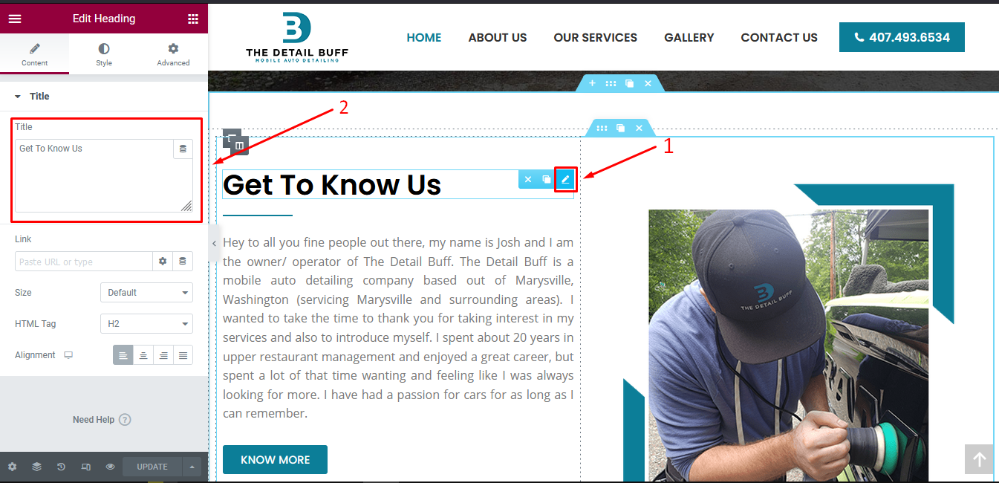 Edit Heading
Content
Style
Advanced
Title
Title
Get To Know Us
Link
Paste URL or type
Size
Default
HTML Tag
H2
Alignment
Need Help ?
UPDATE
THE DETAIL BUFF
MOBILE AUTO DETAILING
HOME
ABOUT US
OUR SERVICES
GALLERY
CONTACT US
407.493.6534
2
1
Get To Know Us
Hey to all you fine people out there, my name is Josh and I am
the owner/ operator of The Detail Buff. The Detail Buff is a
mobile auto detailing company based out of Marysville,
Washington (servicing Marysville and surrounding areas). I
wanted to take the time to thank you for taking interest in my
services and also to introduce myself. I spent about 20 years in
upper restaurant management and enjoyed a great career, but
spent a lot of that time wanting and feeling like I was always
looking for more. I have had a passion for cars for as long as I
can remember.
KNOW MORE
THE DETAIL BUFF